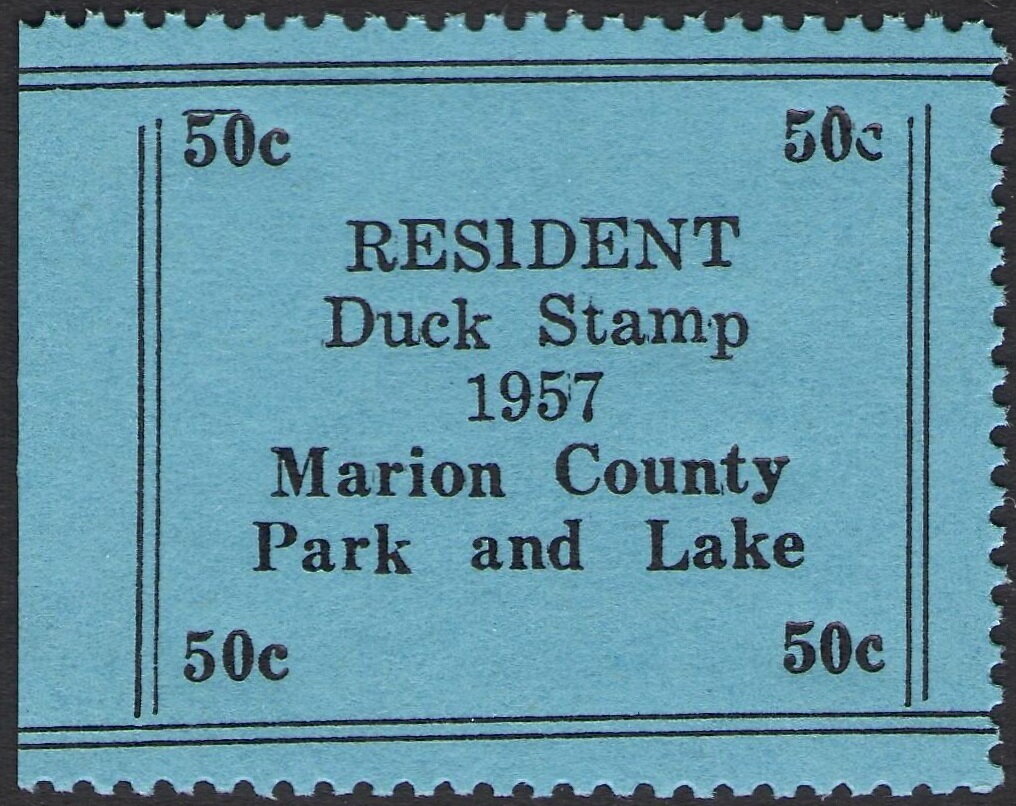 50c 50c
RESIDENT
Duck Stamp
1957
Marion County
Park and Lake
50c 50c